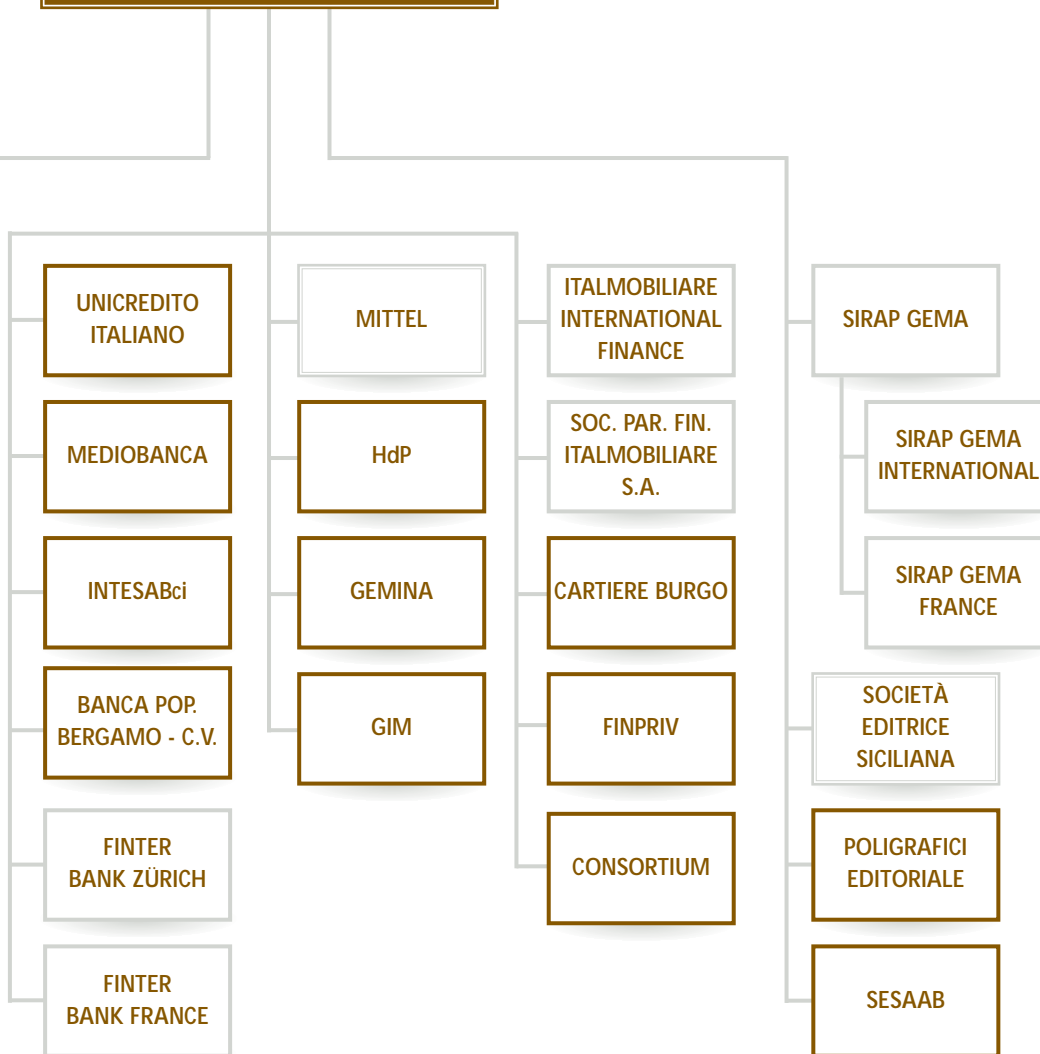 UNICREDITO
ITALIANO
MEDIOBANCA
INTESABci
BANCA POP.
BERGAMO - C.V.
FINTER
BANK ZÜRICH
FINTER
BANK FRANCE
MITTEL
HdP
GEMINA
GIM
ITALMOBILIARE
INTERNATIONAL
FINANCE
SOC. PAR. FIN.
ITALMOBILIARE
S.A.
CARTIERE BURGO
FINPRIV
CONSORTIUM
SIRAP GEMA
SIRAP GEMA
INTERNATIONAL
SIRAP GEMA
FRANCE
SOCIETÀ
EDITRICE
SICILIANA
POLIGRAFICI
EDITORIALE
SESAAB